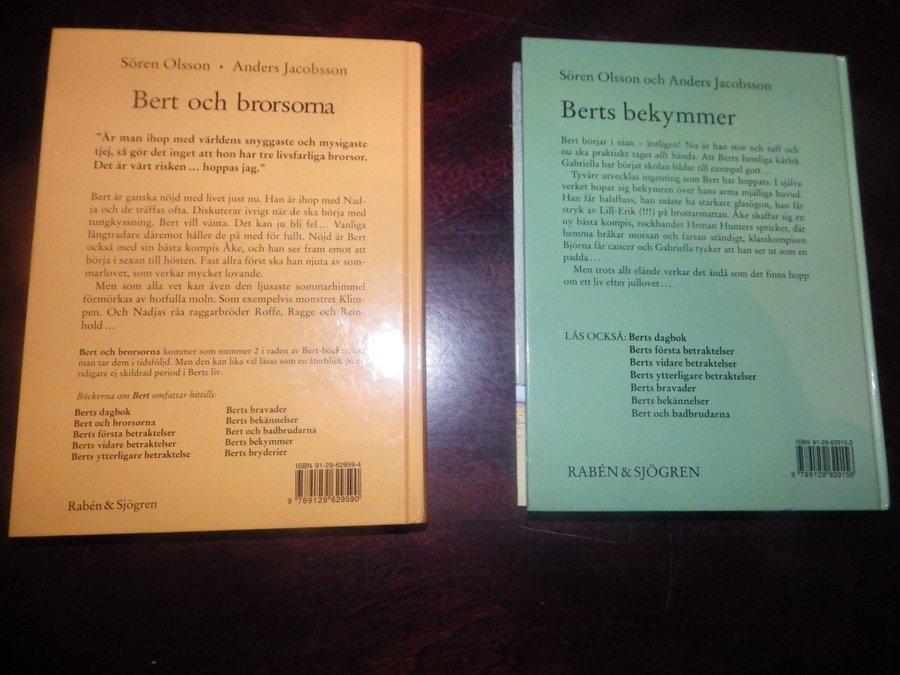 Sören Olsson • Anders Jacobsson
Bert och brorsorna
"Är man ihop med världens snyggaste och mysigaste
tjej, så gör det inget att hon har tre livsfarliga brorsor.
Det är värt risken … hoppas jag."
Bert är ganska nöjd med livet just nu. Han är ihop med Nad-
ja och de träffas ofta. Diskuterar ivrigt när de ska börja med
tungkyssning. Bert vill vänta. Det kan ju bli fel … Vanliga
långtradare däremot håller de på med för fullt. Nöjd är Bert
också med sin bästa kompis Åke, och han ser fram emot att
börja i sexan till hösten. Fast allra först ska han njuta av som-
marlovet, som verkar mycket lovande.
Men som alla vet kan även den ljusaste sommarhimmel
förmörkas av hotfulla moln. Som exempelvis monstret Klim-
pen. Och Nadjas råa raggarbröder Roffe, Ragge och Rein-
hold …
Bert och brorsorna kommer som nummer 2 i raden av Bert-böcker, om
man tar dem i tidsföljd. Men den kan lika väl läsas som en återblick på en
tidigare ej skildrad period i Berts liv.
Böckerna om Bert omfattar hittills:
Berts dagbok
Bert och brorsorna
Berts första betraktelser
Berts vidare betraktelser
Berts ytterligare betraktelse
Berts bravader
Berts bekännelser
Bert och badbrudarna
Berts bekymmer
Berts bryderier
ISBN 91-29-62959-4
9 789129 629590
Rabén & Sjögren
Sören Olsson och Anders Jacobsson
Berts bekymmer
Bert börjar i nian – äntligen! Nu är han stor och tuff och
nu ska praktiskt taget allt hända. Att Berts hemliga kärlek
Gabriella har börjat skolan bådar till exempel gott …
Tyvärr utvecklas ingenting som Bert har hoppats. I själva
verket hopar sig bekymren över hans arma mjälliga huvud.
Han får halsfluss, han måste ha starkare glasögon, han får
stryk av Lill-Erik (!!!) på brottarmattan. Åke skaffar sig en
ny bästa kompis, rockbandet Heman Hunters spricker, där
hemma bråkar morsan och farsan ständigt, klasskompisen
Björna får cancer och Gabriella tycker att han ser ut som en
padda …
Men trots allt elände verkar det ändå som det finns hopp
om ett liv efter jullovet …
LÄS OCKSÅ: Berts dagbok
Berts första betraktelser
Berts vidare betraktelser
Berts ytterligare betraktelser
Berts bravader
Berts bekännelser
Bert och badbrudarna
ISBN 91-29-62915-2
9 789129 629156
RABÉN & SJÖGREN